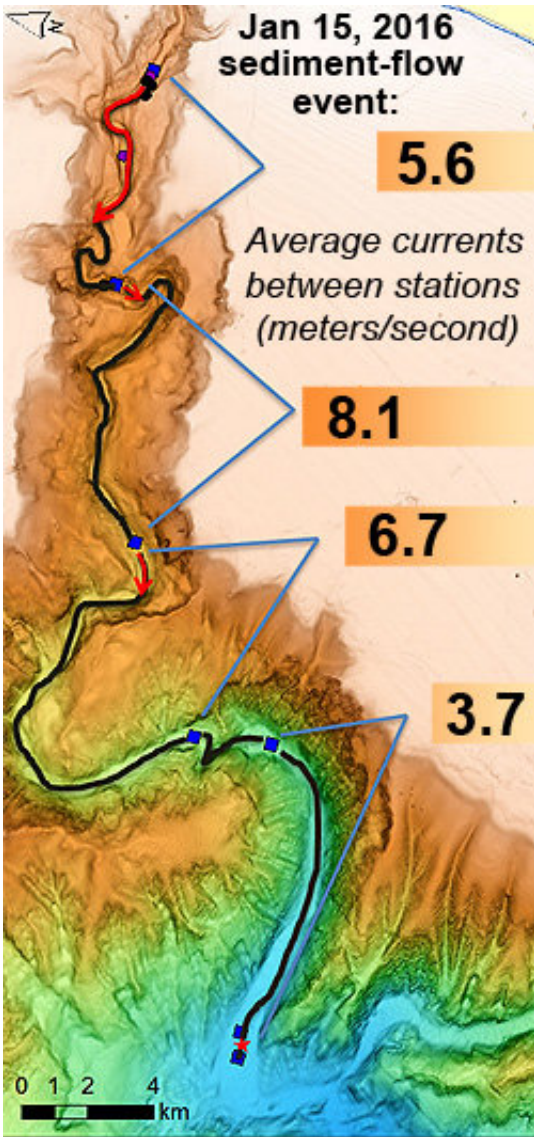 N
Jan 15, 2016
sediment-flow
event:
5.6
Average currents
between stations
(meters/second)
8.1
6.7
3.7
0 1 2 4
km